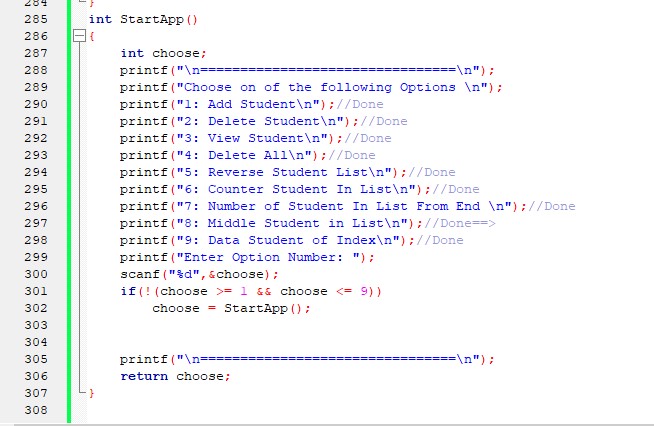 284 }
285 int StartApp()
286 {
287 int choose;
288 printf("\n================================\n");
289 printf("Choose on of the following Options \n");
290 printf("1: Add Student\n");//Done
291 printf("2: Delete Student\n");//Done
292 printf("3: View Student\n");//Done
293 printf("4: Delete All\n");//Done
294 printf("5: Reverse Student List\n");//Done
295 printf("6: Counter Student In List\n");//Done
296 printf("7: Number of Student In List From End \n");//Done
297 printf("8: Middle Student in List\n");//Done==>
298 printf("9: Data Student of Index\n");//Done
299 printf("Enter Option Number: ");
300 scanf("%d",&choose);
301 if(!(choose >= 1 && choose <= 9))
302 choose = StartApp();
303
304
305 printf("\n================================\n");
306 return choose;
307 }
308